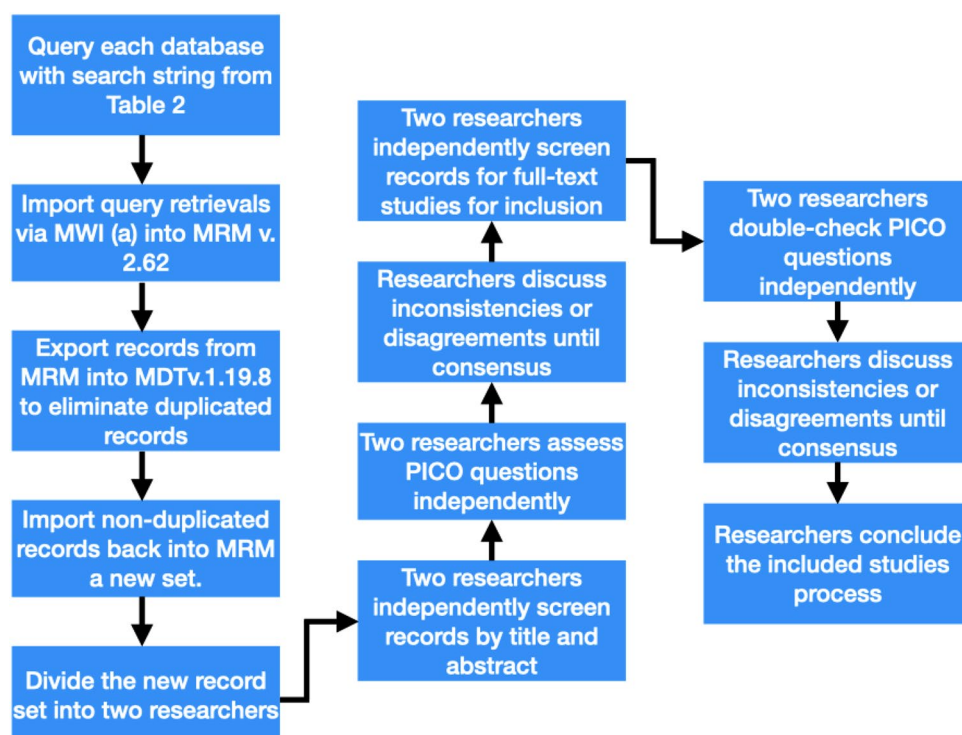 Query each database
with search string from
Table 2
Import query retrievals
via MWI (a) into MRM v.
2.62
Export records from
MRM into MDTv.1.19.8
to eliminate duplicated
records
Import non-duplicated
records back into MRM
a new set.
Divide the new record
set into two researchers
Two researchers
independently screen
records by title and
abstract
Two researchers assess
PICO questions
independently
Researchers discuss
inconsistencies or
disagreements until
consensus
Two researchers
independently screen
records for full-text
studies for inclusion
Two researchers
double-check PICO
questions
independently
Researchers discuss
inconsistencies or
disagreements until
consensus
Researchers conclude
the included studies
process